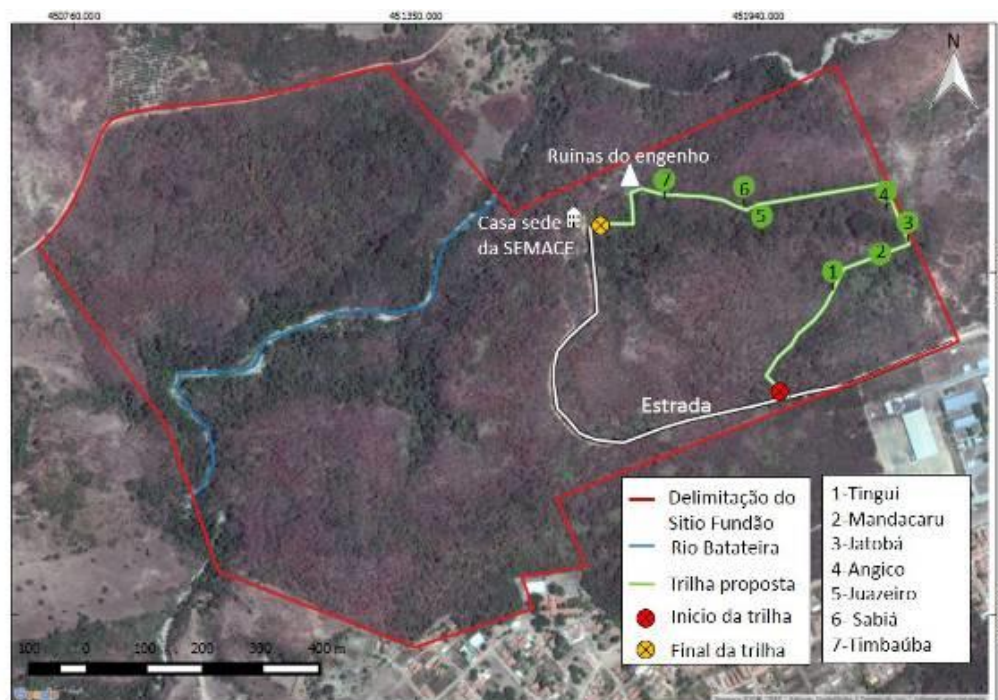 450760.000
451350.000
451940.000
N
Ruinas do engenho
7
6
5
4
3
2
1
Casa sede
da SEMACE
Estrada
Delimitação do
Sitio Fundão
Rio Batateira
Trilha proposta
Inicio da trilha
Final da trilha
1-Tingui
2-Mandacaru
3-Jatobá
4-Angico
5-Juazeiro
6- Sabiá
7-Timbaúba
100 0 100 200 300 400 m
Google